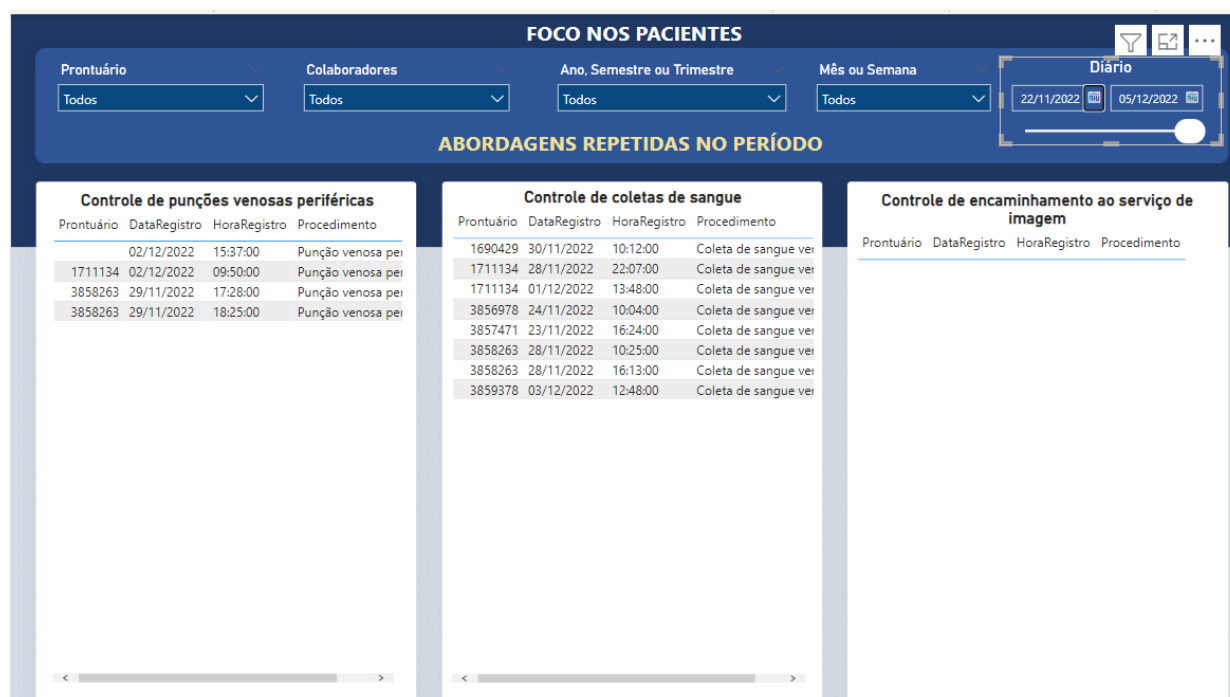 FOCO NOS PACIENTES
Prontuário
Colaboradores
Ano, Semestre ou Trimestre
Mês ou Semana
Diário
Todos
Todos
Todos
Todos
22/11/2022
05/12/2022
ABORDAGENS REPETIDAS NO PERÍODO
Controle de punções venosas periféricas
Prontuário DataRegistro HoraRegistro Procedimento
02/12/2022 15:37:00 Punção venosa per
1711134 02/12/2022 09:50:00 Punção venosa per
3858263 29/11/2022 17:28:00 Punção venosa per
3858263 29/11/2022 18:25:00 Punção venosa per
Controle de coletas de sangue
Prontuário DataRegistro HoraRegistro Procedimento
1690429 30/11/2022 10:12:00 Coleta de sangue ver
1711134 28/11/2022 22:07:00 Coleta de sangue ver
1711134 01/12/2022 13:48:00 Coleta de sangue ver
3856978 24/11/2022 10:04:00 Coleta de sangue ver
3857471 23/11/2022 16:24:00 Coleta de sangue ver
3858263 28/11/2022 10:25:00 Coleta de sangue ver
3858263 28/11/2022 16:13:00 Coleta de sangue ver
3859378 03/12/2022 12:48:00 Coleta de sangue ver
Controle de encaminhamento ao serviço de
imagem
Prontuário DataRegistro HoraRegistro Procedimento